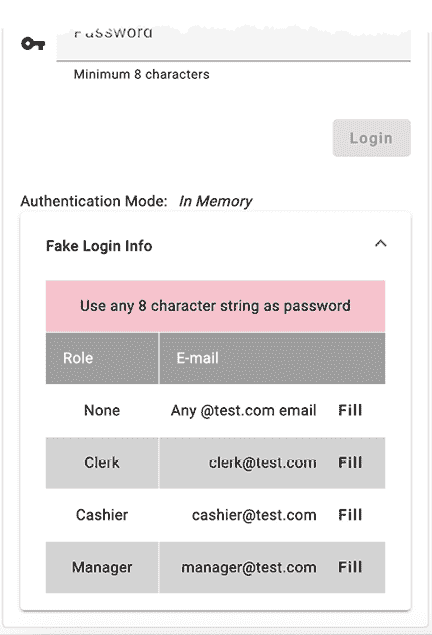 Password
Minimum 8 characters
Login
Authentication Mode: In Memory
Fake Login Info
Use any 8 character string as password
Role E-mail
None Any @test.com email Fill
Clerk clerk@test.com Fill
Cashier cashier@test.com Fill
Manager manager@test.com Fill